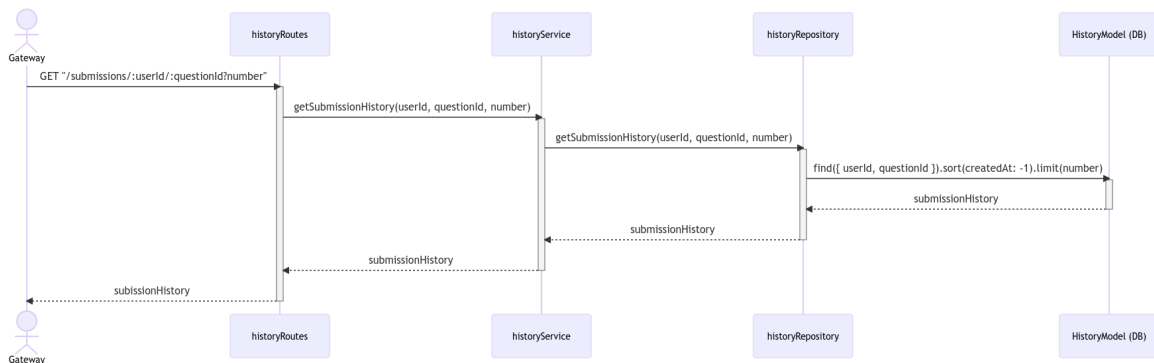 historyRoutes
historyService
historyRepository
HistoryModel (DB)
Gateway
GET "/submissions/:userId/:questionId?number"
getSubmissionHistory(userId, questionId, number)
getSubmissionHistory(userId, questionId, number)
find({ userId, questionId }).sort(createdAt: -1).limit(number)
submissionHistory
submissionHistory
submissionHistory
subissionHistory
historyRoutes
historyService
historyRepository
HistoryModel (DB)
Gateway